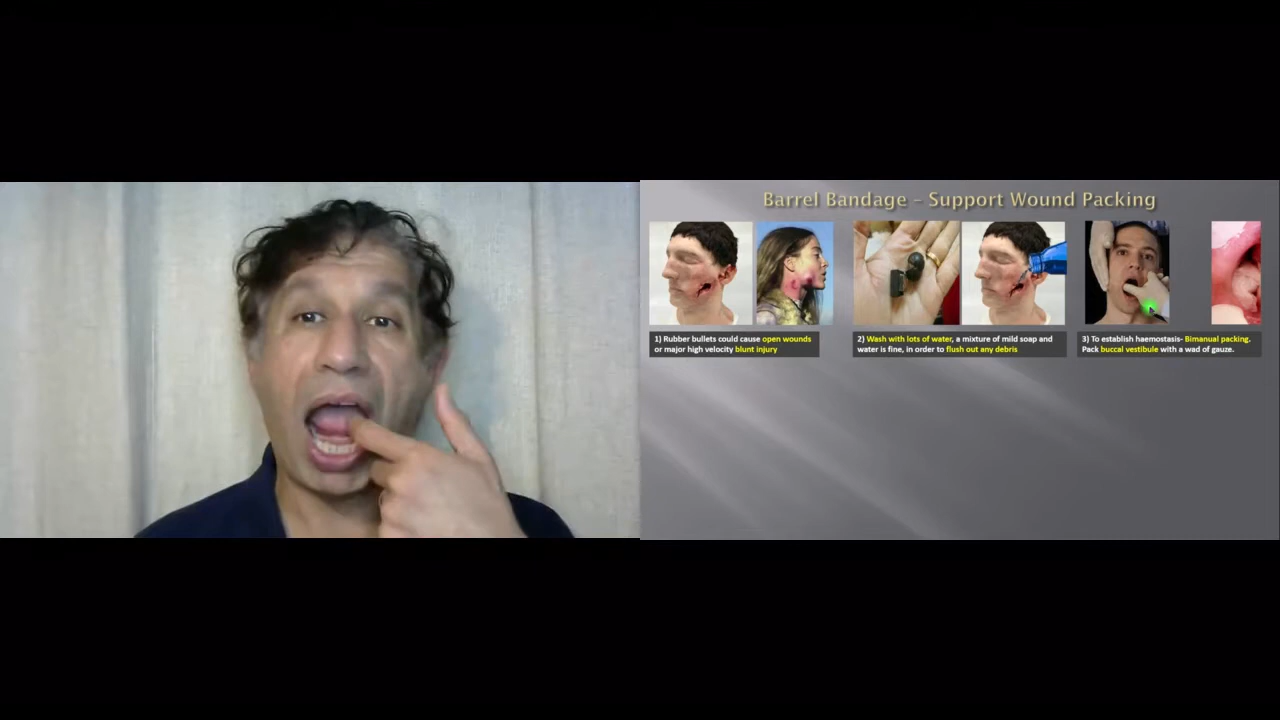 Barrel Bandage – Support Wound Packing
1) Rubber bullets could cause open wounds
or major high velocity blunt injury
2) Wash with lots of water, a mixture of mild soap and
water is fine, in order to flush out any debris
3) To establish haemostasis- Bimanual packing.
Pack buccal vestibule with a wad of gauze.